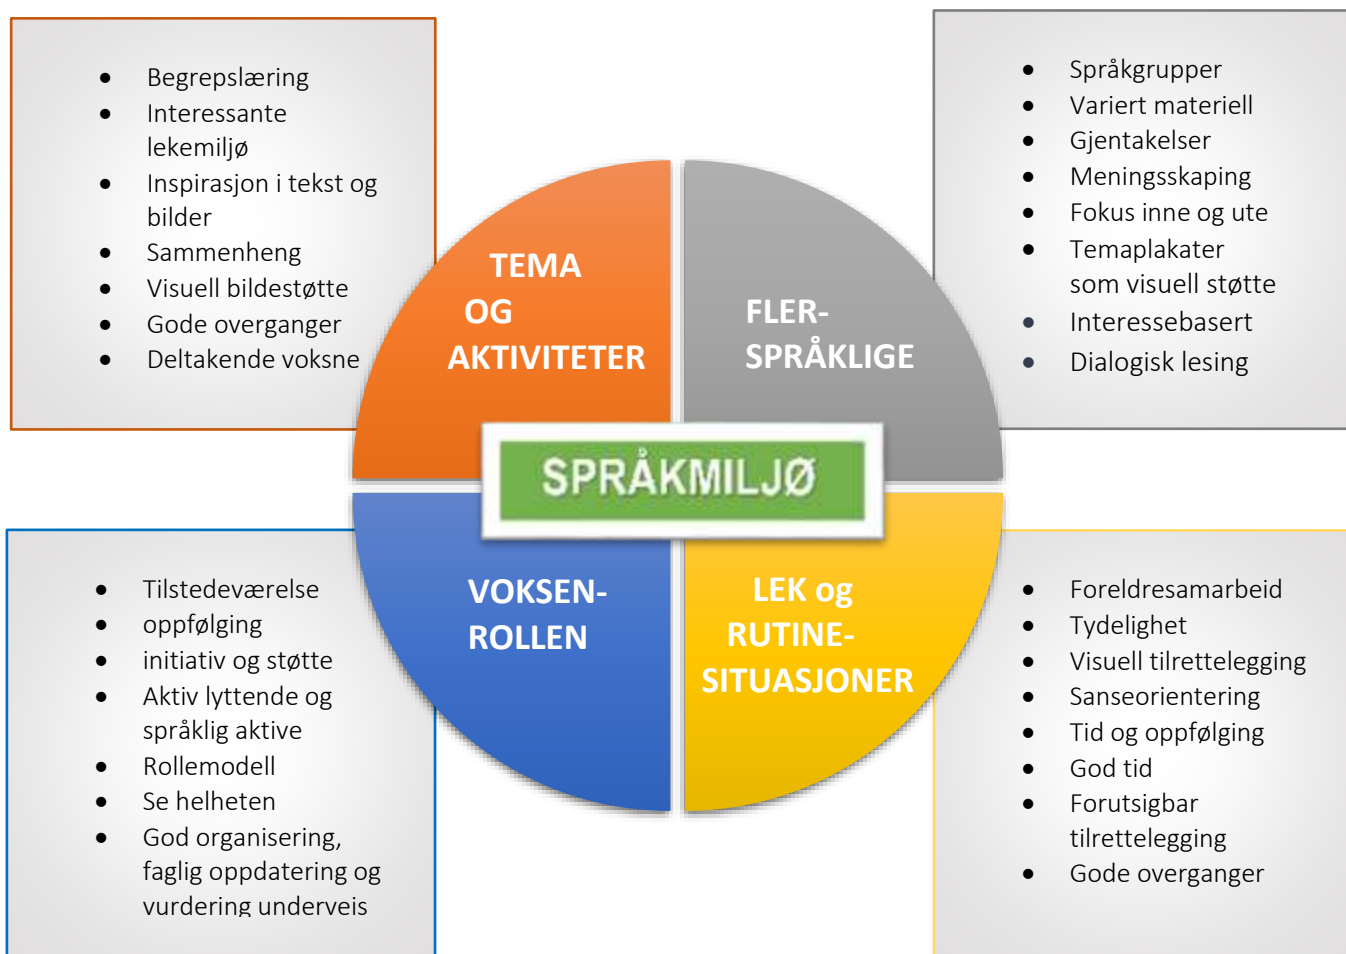 • Begrepslæring
• Interessante
lekemiljø
• Inspirasjon i tekst og
bilder
• Sammenheng
• Visuell bildestøtte
• Gode overganger
• Deltakende voksne
• Språkgrupper
• Variert materiell
• Gjentakelser
• Meningsskaping
• Fokus inne og ute
• Temaplakater
som visuell støtte
• Interessebasert
• Dialogisk lesing
TEMA
OG
AKTIVITETER
FLER-
SPRÅKLIGE
SPRÅKMILJØ
VOKSEN-
ROLLEN
LEK og
RUTINE-
SITUASJONER
• Tilstedeværelse
• oppfølging
• initiativ og støtte
• Aktiv lyttende og
språklig aktive
• Rollemodell
• Se helheten
• God organisering,
faglig oppdatering og
vurdering underveis
• Foreldresamarbeid
• Tydelighet
• Visuell tilrettelegging
• Sanseorientering
• Tid og oppfølging
• God tid
• Forutsigbar
tilrettelegging
• Gode overganger